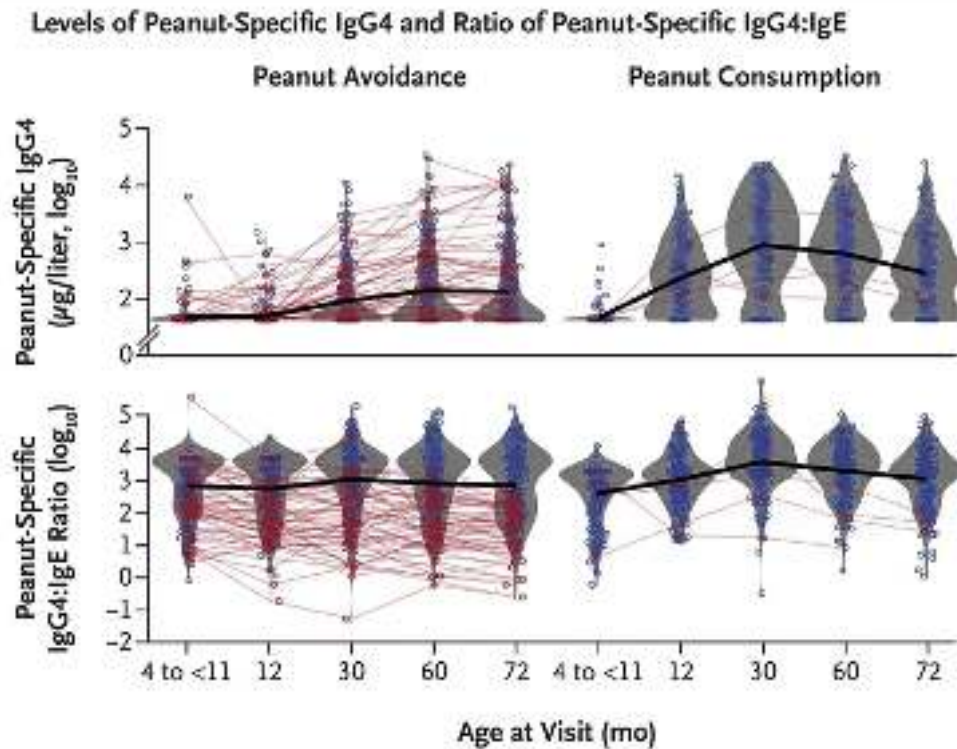 Levels of Peanut-Specific IgG4 and Ratio of Peanut-Specific IgG4:IgE
Peanut Avoidance
Peanut Consumption
Peanut-Specific IgG4
(µg/liter, log₁₀)
5
4
3
2
0
Peanut-Specific
IgG4:IgE Ratio (log₁₀)
5
4
3
2
1
0
−1
−2
4 to <11 12 30 60 72 4 to <11 12 30 60 72
Age at Visit (mo)